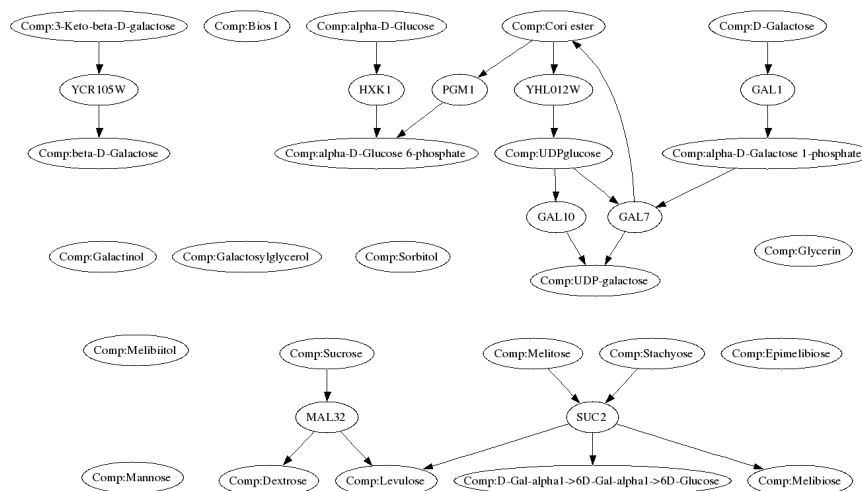 Comp:3-Keto-beta-D-galactose
Comp:Bios I
Comp:alpha-D-Glucose
Comp:Cori ester
Comp:D-Galactose
YCR105W
HXK1
PGM1
YHL012W
GAL1
Comp:beta-D-Galactose
Comp:alpha-D-Glucose 6-phosphate
Comp:UDPglucose
Comp:alpha-D-Galactose 1-phosphate
GAL10
GAL7
Comp:Galactinol
Comp:Galactosylglycerol
Comp:Sorbitol
Comp:Glycerin
Comp:UDP-galactose
Comp:Melibiitol
Comp:Sucrose
Comp:Melitose
Comp:Stachyose
Comp:Epimelibiose
MAL32
SUC2
Comp:Mannose
Comp:Dextrose
Comp:Levulose
Comp:D-Gal-alpha1->6D-Gal-alpha1->6D-Glucose
Comp:Melibiose